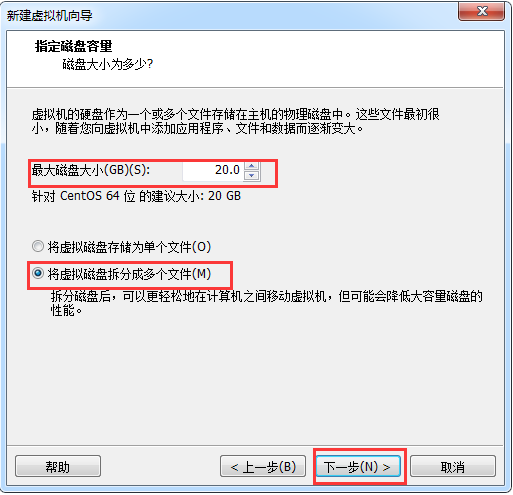 新建虚拟机向导
指定磁盘容量
磁盘大小为多少?
虚拟机的硬盘作为一个或多个文件存储在主机的物理磁盘中。这些文件最初很
小，随着您向虚拟机中添加应用程序、文件和数据而逐渐变大。
最大磁盘大小(GB)(S): 20.0
针对 CentOS 64 位 的建议大小: 20 GB
将虚拟磁盘存储为单个文件(O)
将虚拟磁盘拆分成多个文件(M)
拆分磁盘后，可以更轻松地在计算机之间移动虚拟机，但可能会降低大容量磁盘的
性能。
帮助 < 上一步(B) 下一步(N) > 取消